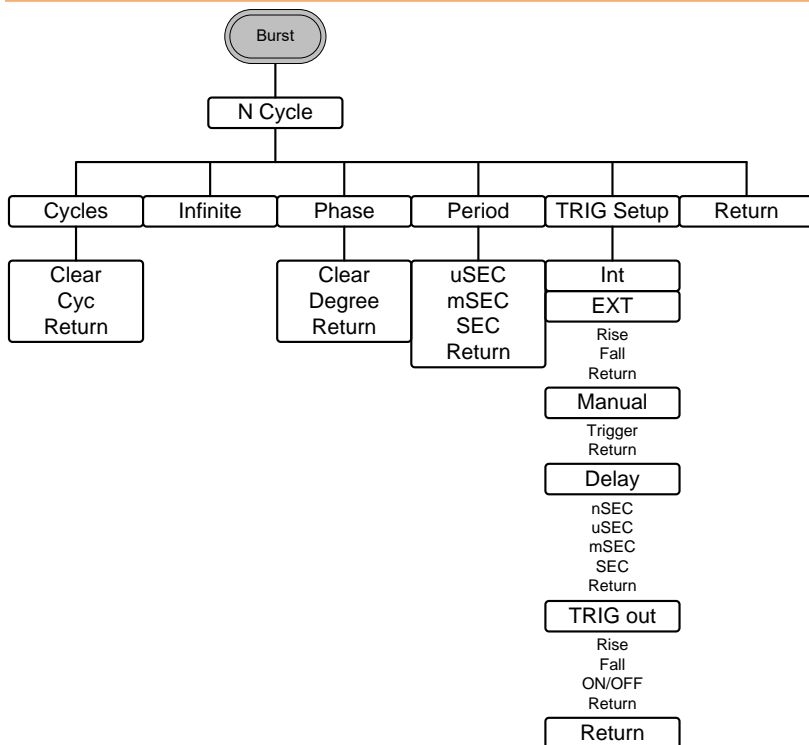 Burst
N Cycle
Cycles
Infinite
Phase
Period
TRIG Setup
Return
Clear
Cyc
Return
Clear
Degree
Return
uSEC
mSEC
SEC
Return
Int
EXT
Rise
Fall
Return
Manual
Trigger
Return
Delay
nSEC
uSEC
mSEC
SEC
Return
TRIG out
Rise
Fall
ON/OFF
Return
Return